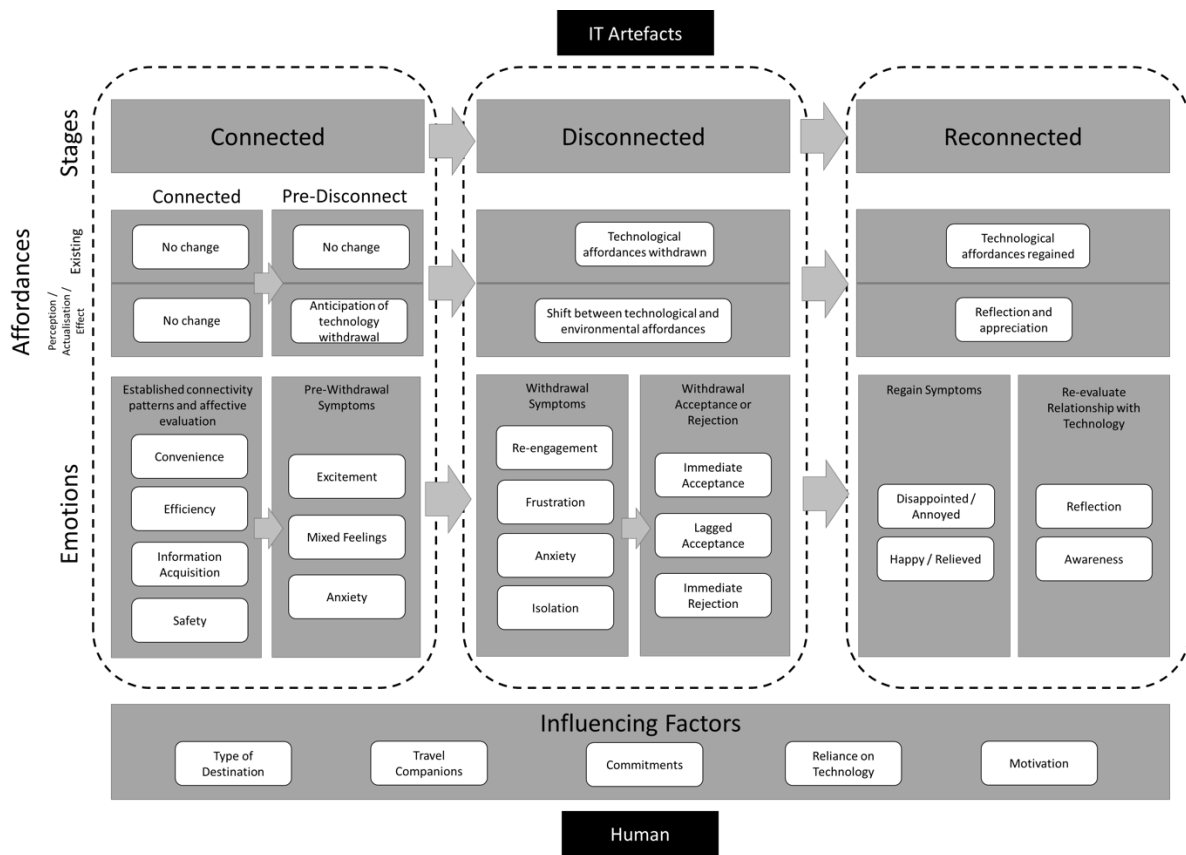 IT Artefacts
Stages
Connected
Disconnected
Reconnected
Connected
Pre-Disconnect
Affordances
Existing
No change
No change
Technological
affordances withdrawn
Technological
affordances regained
Perception /
Actualisation /
Effect
No change
Anticipation of
technology
withdrawal
Shift between technological and
environmental affordances
Reflection and
appreciation
Emotions
Established connectivity
patterns and affective
evaluation
Convenience
Efficiency
Information
Acquisition
Safety
Pre-Withdrawal
Symptoms
Excitement
Mixed Feelings
Anxiety
Withdrawal
Symptoms
Re-engagement
Frustration
Anxiety
Isolation
Withdrawal
Acceptance or
Rejection
Immediate
Acceptance
Lagged
Acceptance
Immediate
Rejection
Regain Symptoms
Disappointed /
Annoyed
Happy / Relieved
Re-evaluate
Relationship with
Technology
Reflection
Awareness
Influencing Factors
Type of
Destination
Travel
Companions
Commitments
Reliance on
Technology
Motivation
Human